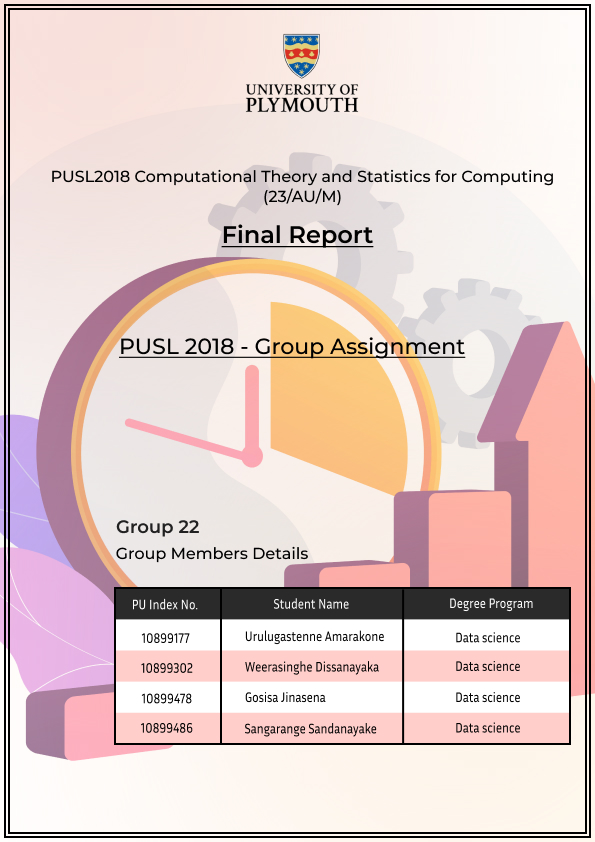 UNIVERSITY OF
PLYMOUTH
PUSL2018 Computational Theory and Statistics for Computing
(23/AU/M)
Final Report
PUSL 2018 - Group Assignment
Group 22
Group Members Details
PU Index No. Student Name Degree Program
10899177 Urulugastenne Amarakone Data science
10899302 Weerasinghe Dissanayaka Data science
10899478 Gosisa Jinasena Data science
10899486 Sangarange Sandanayake Data science